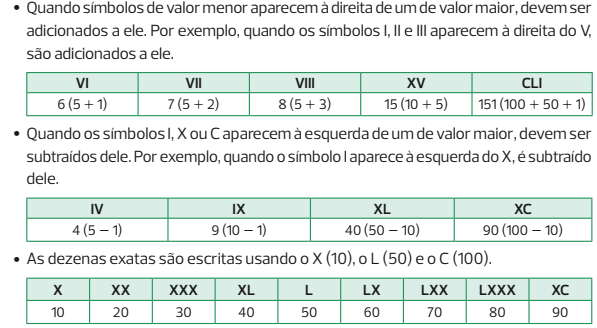 • Quando símbolos de valor menor aparecem à direita de um de valor maior, devem ser
adicionados a ele. Por exemplo, quando os símbolos I, II e III aparecem à direita do V,
são adicionados a ele.
VI VII VIII XV CLI
6 (5 + 1) 7 (5 + 2) 8 (5 + 3) 15 (10 + 5) 151 (100 + 50 + 1)
• Quando os símbolos I, X ou C aparecem à esquerda de um de valor maior, devem ser
subtraídos dele. Por exemplo, quando o símbolo I aparece à esquerda do X, é subtraído
dele.
IV IX XL XC
4 (5 − 1) 9 (10 − 1) 40 (50 − 10) 90 (100 − 10)
• As dezenas exatas são escritas usando o X (10), o L (50) e o C (100).
X XX XXX XL L LX LXX LXXX XC
10 20 30 40 50 60 70 80 90